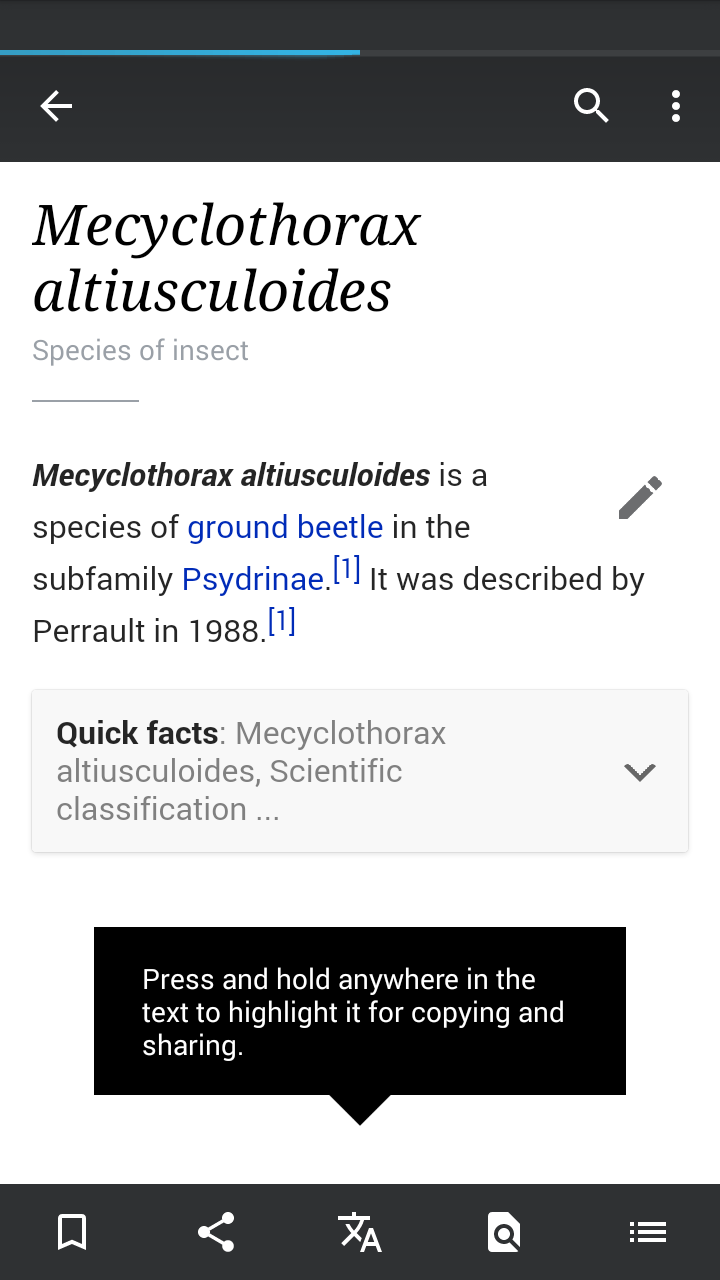 Mecyclothorax
altiusculoides
Species of insect
Mecyclothorax altiusculoides is a
species of ground beetle in the
subfamily Psydrinae.[1] It was described by
Perrault in 1988.[1]
Quick facts: Mecyclothorax
altiusculoides, Scientific
classification ...
Press and hold anywhere in the
text to highlight it for copying and
sharing.